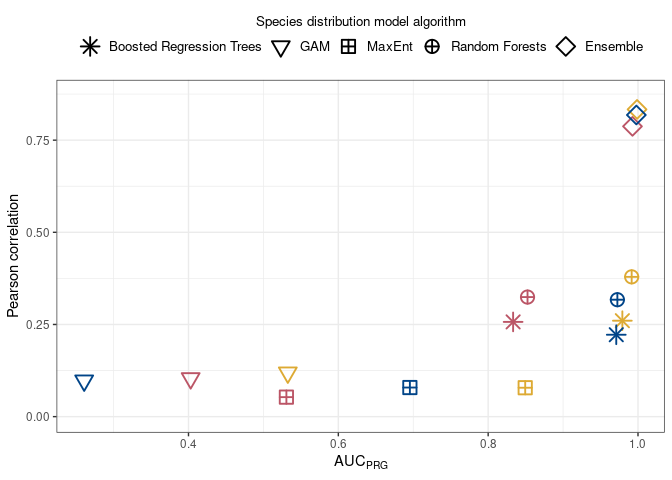 Species distribution model algorithm
Boosted Regression Trees GAM MaxEnt Random Forests Ensemble
0.75
0.50
0.25
0.00
Pearson correlation
0.4 0.6 0.8 1.0
AUCPRG